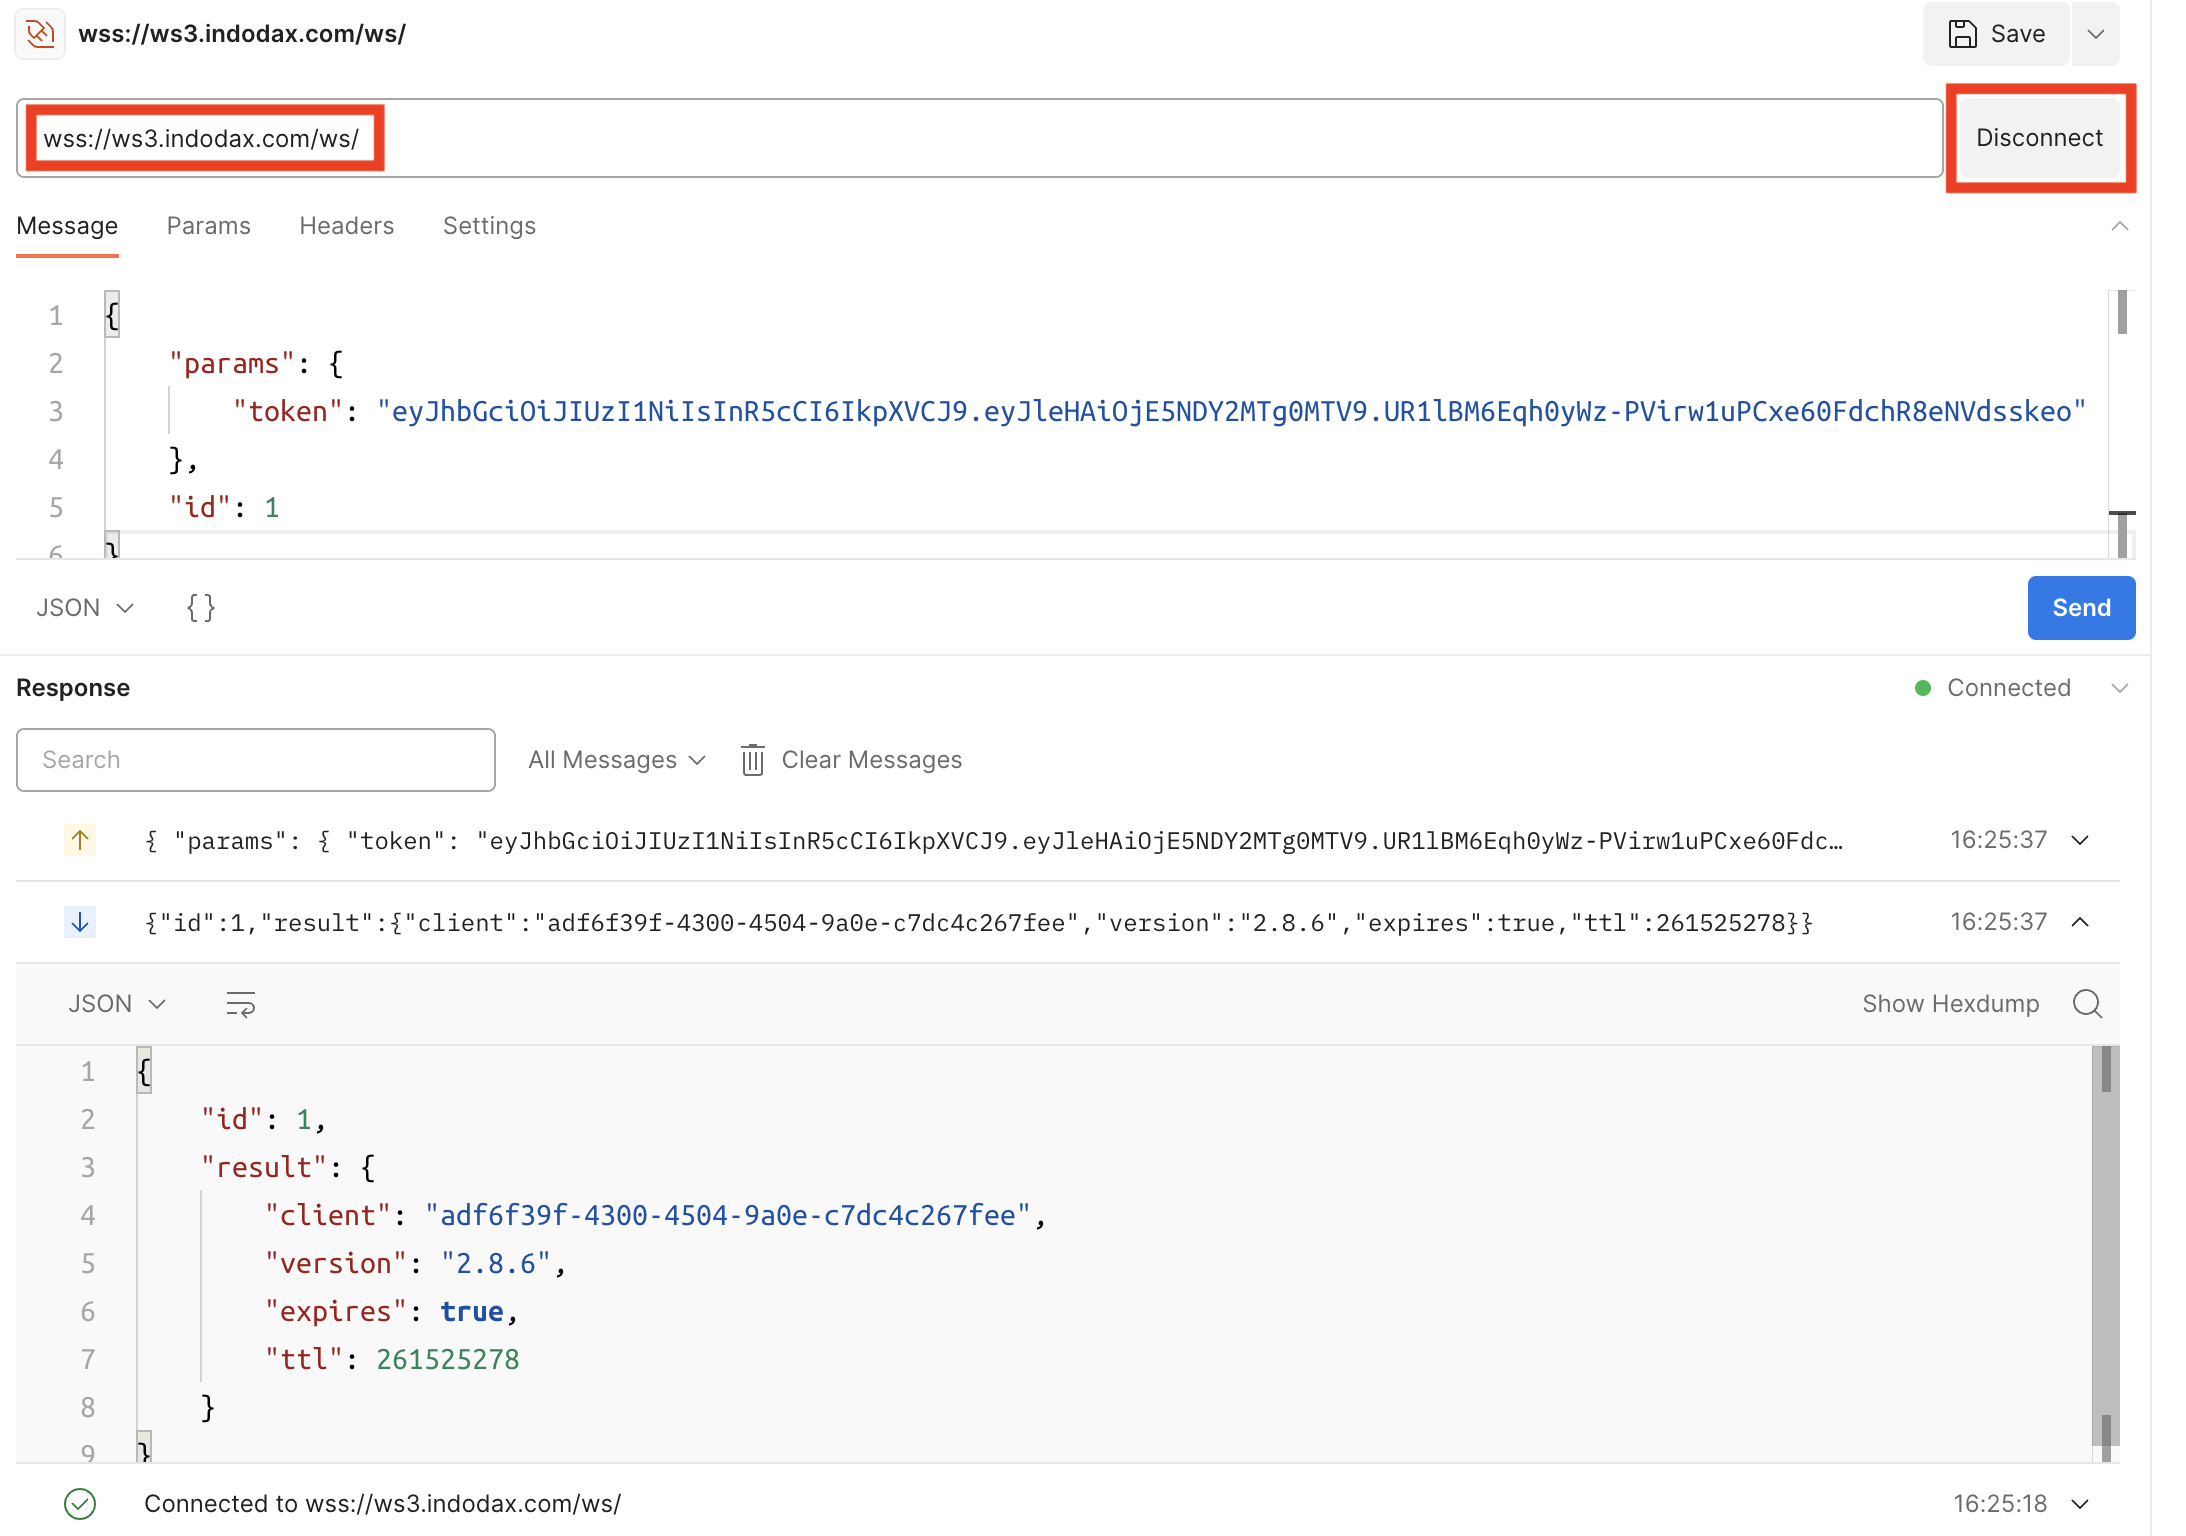 wss://ws3.indodax.com/ws/
Save
wss://ws3.indodax.com/ws/
Disconnect
Message Params Headers Settings
1 {
2 "params": {
3 "token": "eyJhbGciOiJIUzI1NiIsInR5cCI6IkpXVCJ9.eyJleHAiOjE5NDY2MTg0MTV9.UR1lBM6Eqh0yWz-PVirw1uPCxe60FdchR8eNVdsskeo"
4 },
5 "id": 1
6 }
JSON {}
Send
Response
Connected
Search
All Messages
Clear Messages
{ "params": { "token": "eyJhbGciOiJIUzI1NiIsInR5cCI6IkpXVCJ9.eyJleHAiOjE5NDY2MTg0MTV9.UR1lBM6Eqh0yWz-PVirw1uPCxe60Fdc… 16:25:37
{"id":1,"result":{"client":"adf6f39f-4300-4504-9a0e-c7dc4c267fee","version":"2.8.6","expires":true,"ttl":261525278}} 16:25:37
JSON
Show Hexdump
1 {
2 "id": 1,
3 "result": {
4 "client": "adf6f39f-4300-4504-9a0e-c7dc4c267fee",
5 "version": "2.8.6",
6 "expires": true,
7 "ttl": 261525278
8 }
9 }
Connected to wss://ws3.indodax.com/ws/ 16:25:18